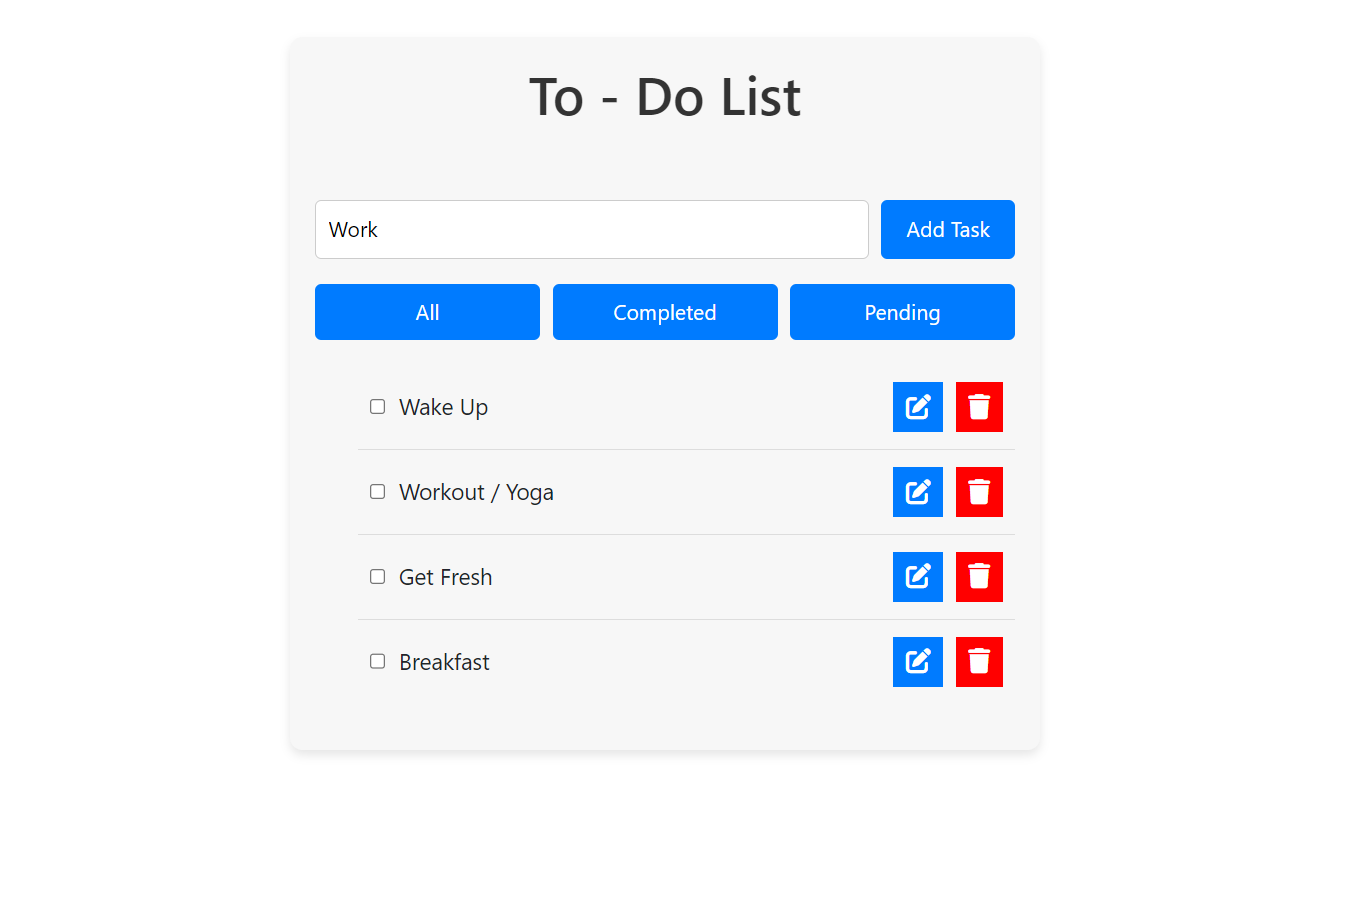 To - Do List
Work
Add Task
All
Completed
Pending
Wake Up
Workout / Yoga
Get Fresh
Breakfast